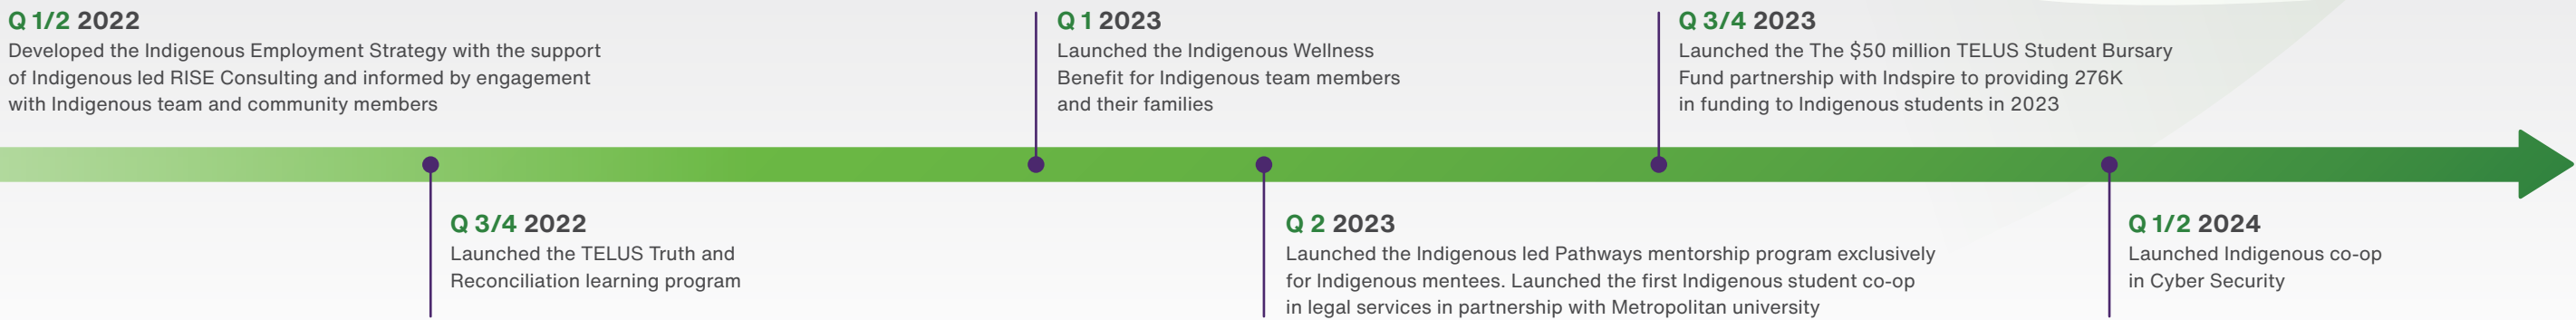 Q 1/2 2022
Developed the Indigenous Employment Strategy with the support
of Indigenous led RISE Consulting and informed by engagement
with Indigenous team and community members
Q 3/4 2022
Launched the TELUS Truth and
Reconciliation learning program
Q 1 2023
Launched the Indigenous Wellness
Benefit for Indigenous team members
and their families
Q 2 2023
Launched the Indigenous led Pathways mentorship program exclusively
for Indigenous mentees. Launched the first Indigenous student co-op
in legal services in partnership with Metropolitan university
Q 3/4 2023
Launched the The $50 million TELUS Student Bursary
Fund partnership with Indspire to providing 276K
in funding to Indigenous students in 2023
Q 1/2 2024
Launched Indigenous co-op
in Cyber Security